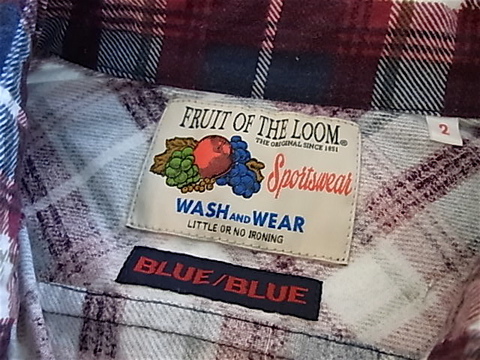 FRUIT OF THE LOOM®
THE ORIGINAL SINCE 1851
Sportswear
WASH AND WEAR
LITTLE OR NO IRONING
BLUE/BLUE
2